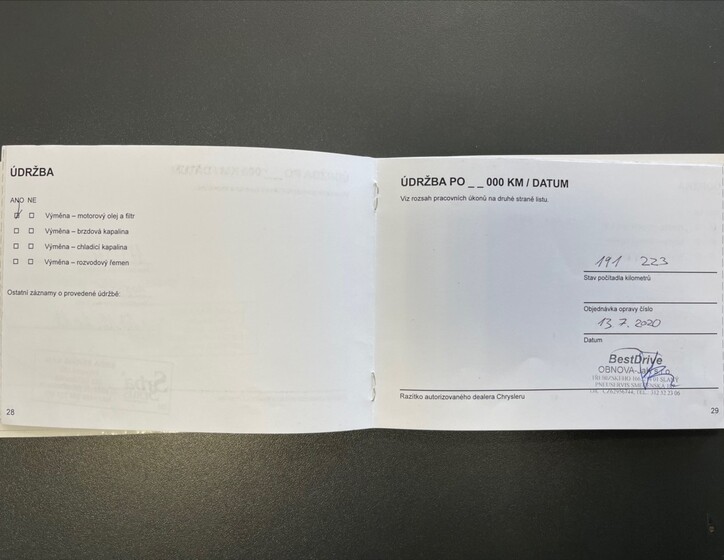 ÚDRŽBA
ANO NE
Výměna – motorový olej a filtr
Výměna – brzdová kapalina
Výměna – chladicí kapalina
Výměna – rozvodový řemen
Ostatní záznamy o provedené údržbě:
28
ÚDRŽBA PO _ _ 000 KM / DATUM
Viz rozsah pracovních úkonů na druhé straně listu.
191 223
Stav počítadla kilometrů
Objednávka opravy číslo
13. 7. 2020
Datum
BestDrive
OBNOVA-
PNEUSERVIS
Razítko autorizovaného dealera Chrysleru
29